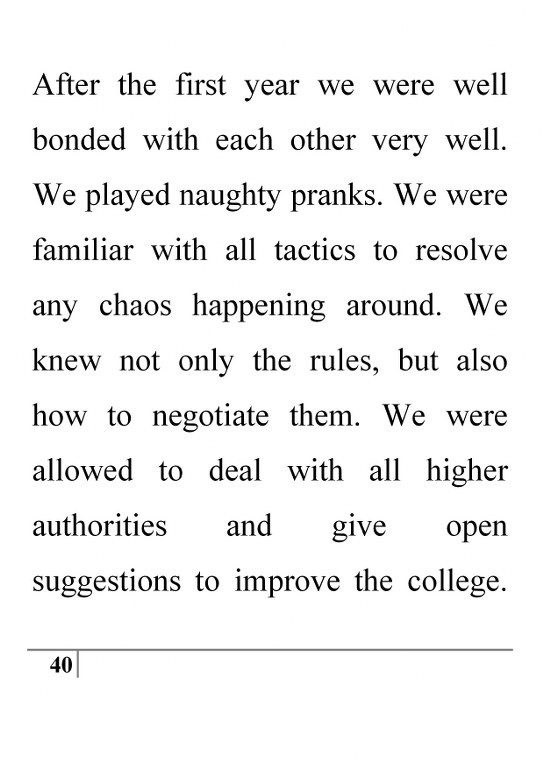 After the first year we were well
bonded with each other very well.
We played naughty pranks. We were
familiar with all tactics to resolve
any chaos happening around. We
knew not only the rules, but also
how to negotiate them. We were
allowed to deal with all higher
authorities and give open
suggestions to improve the college.
40